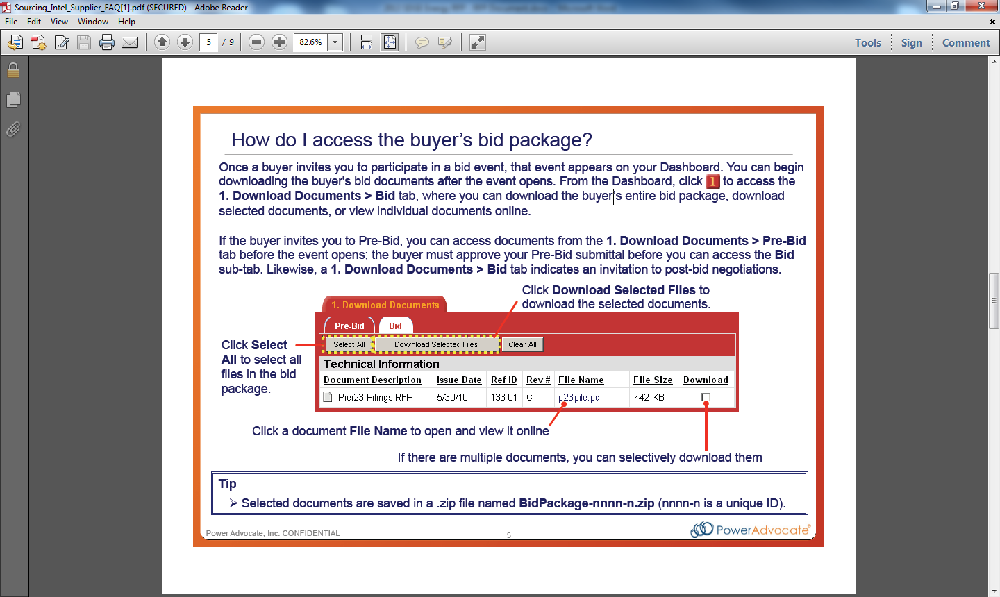 Sourcing_Intel_Supplier_FAQ[1].pdf (SECURED) - Adobe Reader
File Edit View Window Help
5 / 9 82.6% Tools Sign Comment
How do I access the buyer's bid package?
Once a buyer invites you to participate in a bid event, that event appears on your Dashboard. You can begin
downloading the buyer's bid documents after the event opens. From the Dashboard, click 1 to access the
1. Download Documents > Bid tab, where you can download the buyer's entire bid package, download
selected documents, or view individual documents online.
If the buyer invites you to Pre-Bid, you can access documents from the 1. Download Documents > Pre-Bid
tab before the event opens; the buyer must approve your Pre-Bid submittal before you can access the Bid
sub-tab. Likewise, a 1. Download Documents > Bid tab indicates an invitation to post-bid negotiations.
Click Download Selected Files to
download the selected documents.
1. Download Documents
Pre-Bid Bid
Click Select
All to select all
files in the bid
package.
Select All Download Selected Files Clear All
Technical Information
Document Description Issue Date Ref ID Rev # File Name File Size Download
Pier23 Pilings RFP 5/30/10 133-01 C p23pile.pdf 742 KB
Click a document File Name to open and view it online
If there are multiple documents, you can selectively download them
Tip
➢ Selected documents are saved in a .zip file named BidPackage-nnnn-n.zip (nnnn-n is a unique ID).
Power Advocate, Inc. CONFIDENTIAL
5
PowerAdvocate®